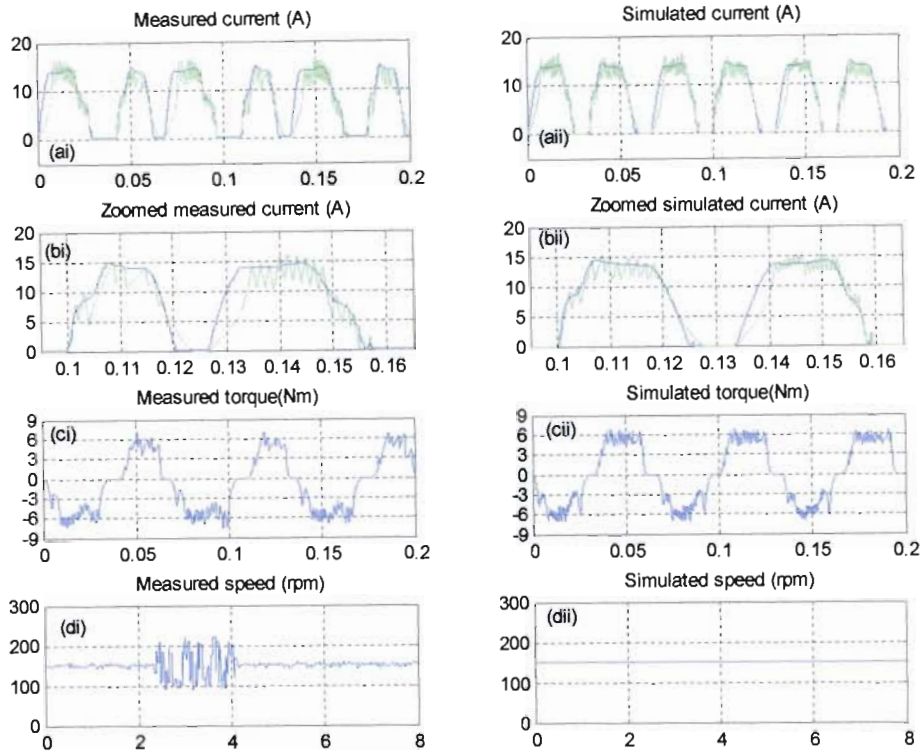 Measured current (A)
20
10
0
(ai)
0 0.05 0.1 0.15 0.2
Simulated current (A)
20
10
0
(aii)
0 0.05 0.1 0.15 0.2
Zoomed measured current (A)
20
15
10
5
0
(bi)
0.1 0.11 0.12 0.13 0.14 0.15 0.16
Zoomed simulated current (A)
20
15
10
5
0
(bii)
0.1 0.11 0.12 0.13 0.14 0.15 0.16
Measured torque(Nm)
9
6
3
0
-3
-6
-9
(ci)
0 0.05 0.1 0.15 0.2
Simulated torque(Nm)
9
6
3
0
-3
-6
-9
(cii)
0 0.05 0.1 0.15 0.2
Measured speed (rpm)
300
200
100
0
(di)
0 2 4 6 8
Simulated speed (rpm)
300
200
100
0
(dii)
0 2 4 6 8